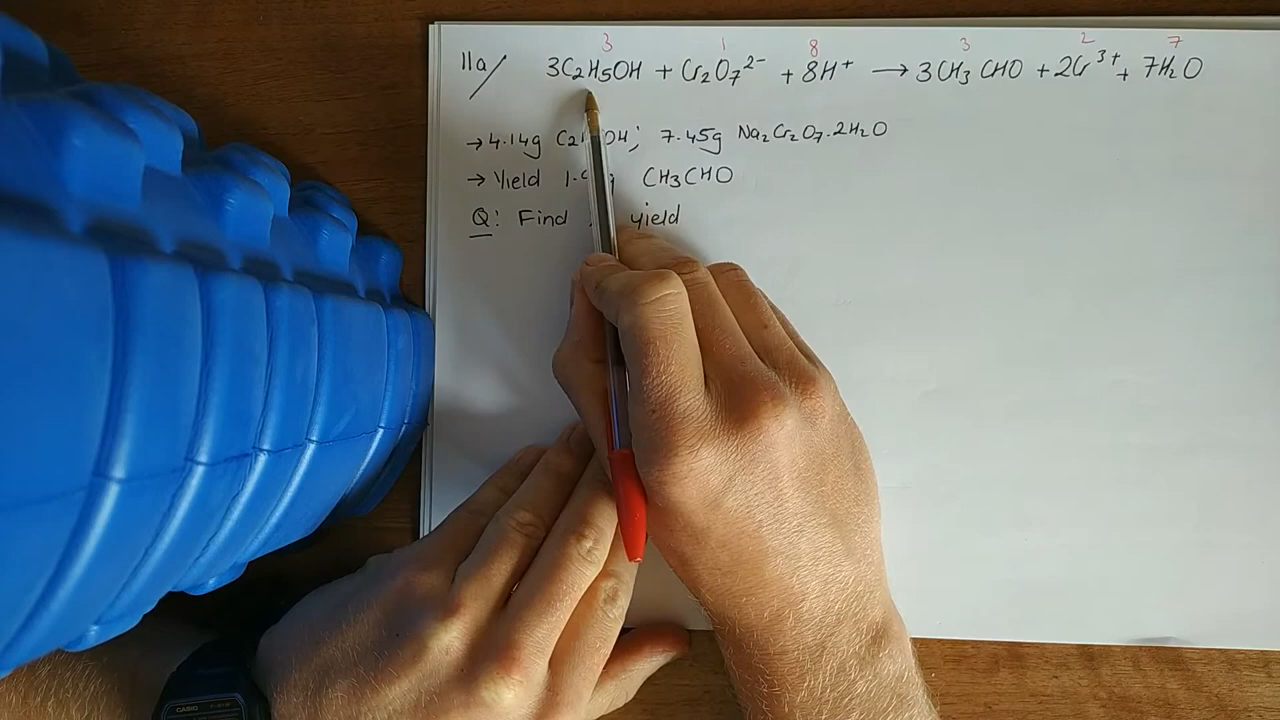 3 1 8 3 2 7
11a/ 3C₂H₅OH + Cr₂O₇²⁻ + 8H⁺ → 3CH₃CHO + 2Cr³⁺ + 7H₂O
→ 4.14g OH; 7.45g Na₂Cr₂O₇.2H₂O
→ Yield CH₃CHO
Q: Find yield
CASIO